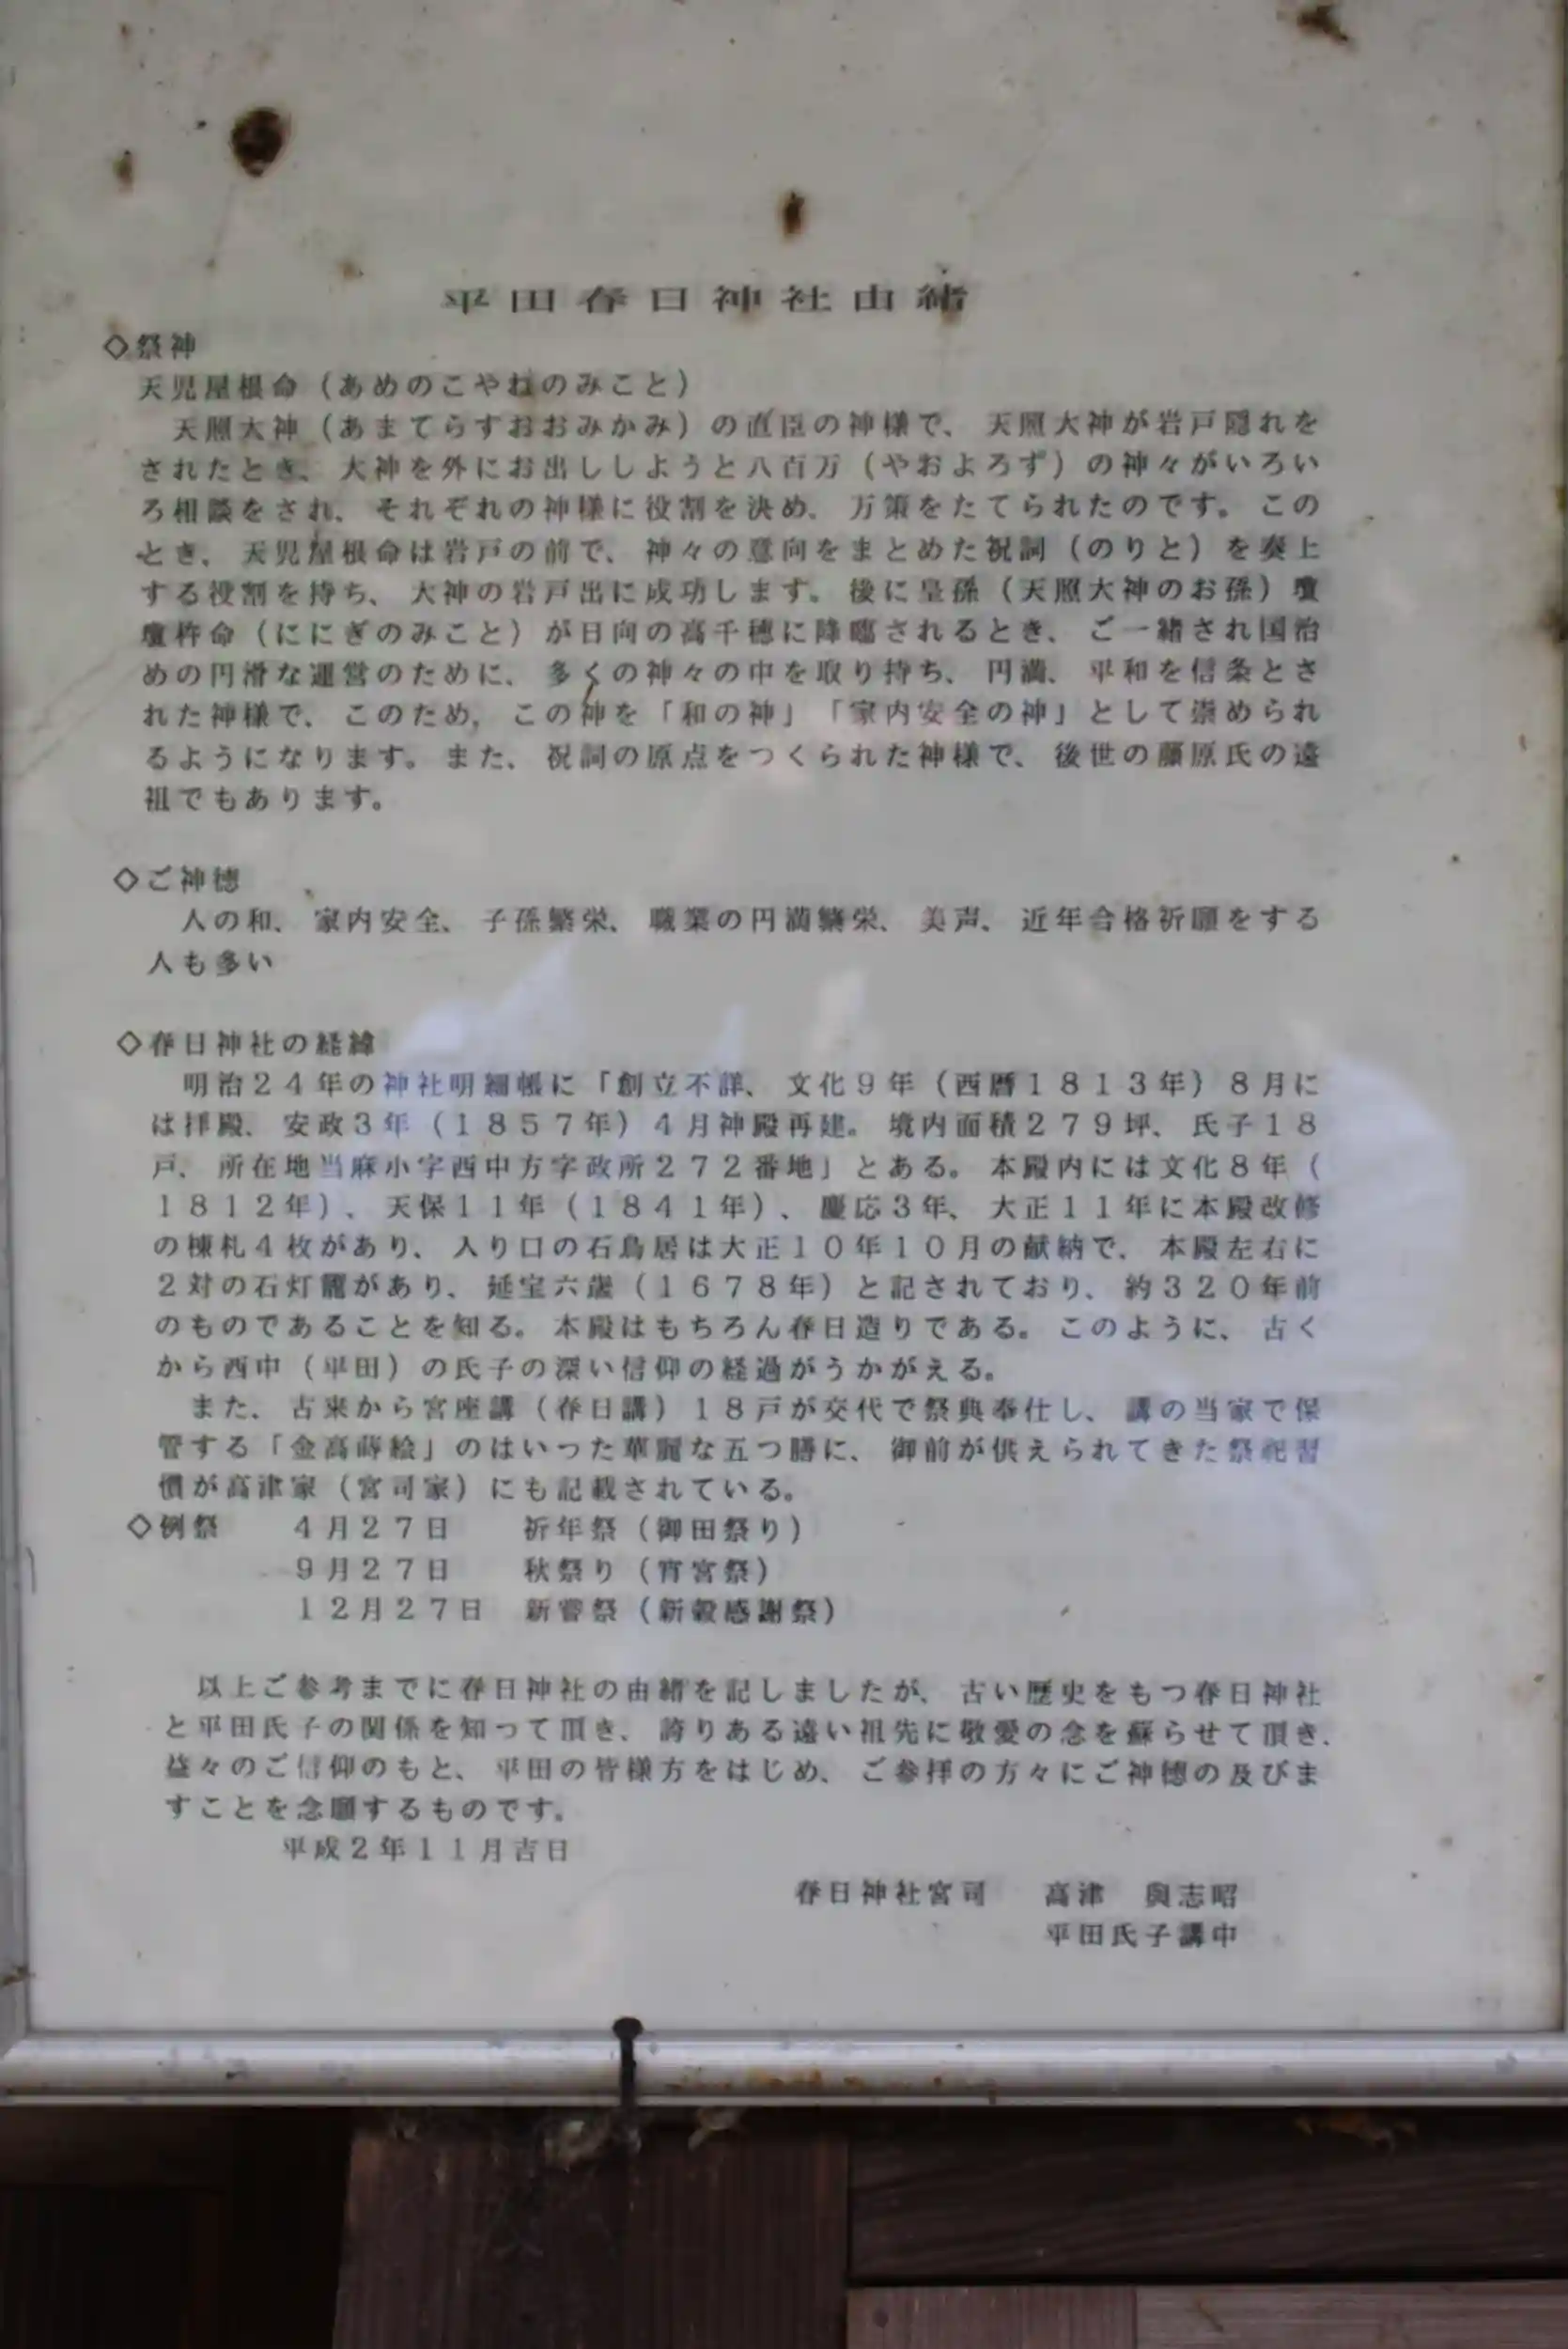 平田春日神社由緒
◇祭神
天児屋根命（あめのこやねのみこと）
天照大神（あまてらすおおみかみ）の直臣の神様で、天照大神が岩戸隠れを
されたとき、大神を外にお出ししようと八百万（やおよろず）の神々がいろい
ろ相談をされ、それぞれの神様に役割を決め、万策をたてられたのです。この
とき、天児屋根命は岩戸の前で、神々の意向をまとめた祝詞（のりと）を奏上
する役割を持ち、大神の岩戸出に成功します。後に皇孫（天照大神のお孫）瓊
瓊杵命（ににぎのみこと）が日向の高千穂に降臨されるとき、ご一緒され国治
めの円滑な運営のために、多くの神々の中を取り持ち、円満、平和を信条とさ
れた神様で、このため、この神を「和の神」「家内安全の神」として崇められ
るようになります。また、祝詞の原点をつくられた神様で、後世の藤原氏の遠
祖でもあります。
◇ご神徳
人の和、家内安全、子孫繁栄、職業の円満繁栄、美声、近年合格祈願をする
人も多い
◇春日神社の経緯
明治２４年の神社明細帳に「創立不詳、文化９年（西暦１８１３年）８月に
は拝殿、安政３年（１８５７年）４月神殿再建。境内面積２７９坪、氏子１８
戸、所在地当麻小字西中方字政所２７２番地」とある。本殿内には文化８年（
１８１２年）、天保１１年（１８４１年）、慶応３年、大正１１年に本殿改修
の棟札４枚があり、入り口の石鳥居は大正１０年１０月の献納で、本殿左右に
２対の石灯籠があり、延宝六歳（１６７８年）と記されており、約３２０年前
のものであることを知る。本殿はもちろん春日造りである。このように、古く
から西中（平田）の氏子の深い信仰の経過がうかがえる。
また、古来から宮座講（春日講）１８戸が交代で祭典奉仕し、講の当家で保
管する「金高蒔絵」のはいった華麗な五つ膳に、御前が供えられてきた祭祀習
慣が高津家（宮司家）にも記載されている。
◇例祭　４月２７日　祈年祭（御田祭り）
９月２７日　秋祭り（宵宮祭）
１２月２７日　新嘗祭（新穀感謝祭）
以上ご参考までに春日神社の由緒を記しましたが、古い歴史をもつ春日神社
と平田氏子の関係を知って頂き、誇りある遠い祖先に敬愛の念を蘇らせて頂き、
益々のご信仰のもと、平田の皆様方をはじめ、ご参拝の方々にご神徳の及びま
すことを念願するものです。
平成２年１１月吉日
春日神社宮司　高津　與志昭
平田氏子講中